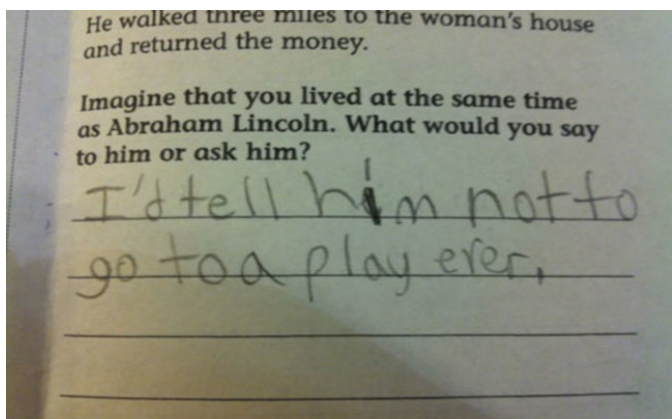 He walked three miles to the woman's house
and returned the money.
Imagine that you lived at the same time
as Abraham Lincoln. What would you say
to him or ask him?
I'd tell him not to
go to a play ever.